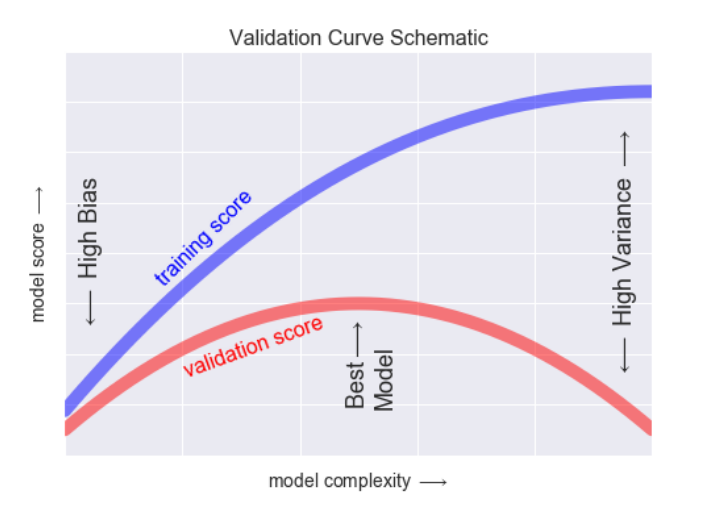 Validation Curve Schematic
model score ⟶
⟵ High Bias
training score
validation score
Best ⟶
Model
⟵ High Variance ⟶
model complexity ⟶